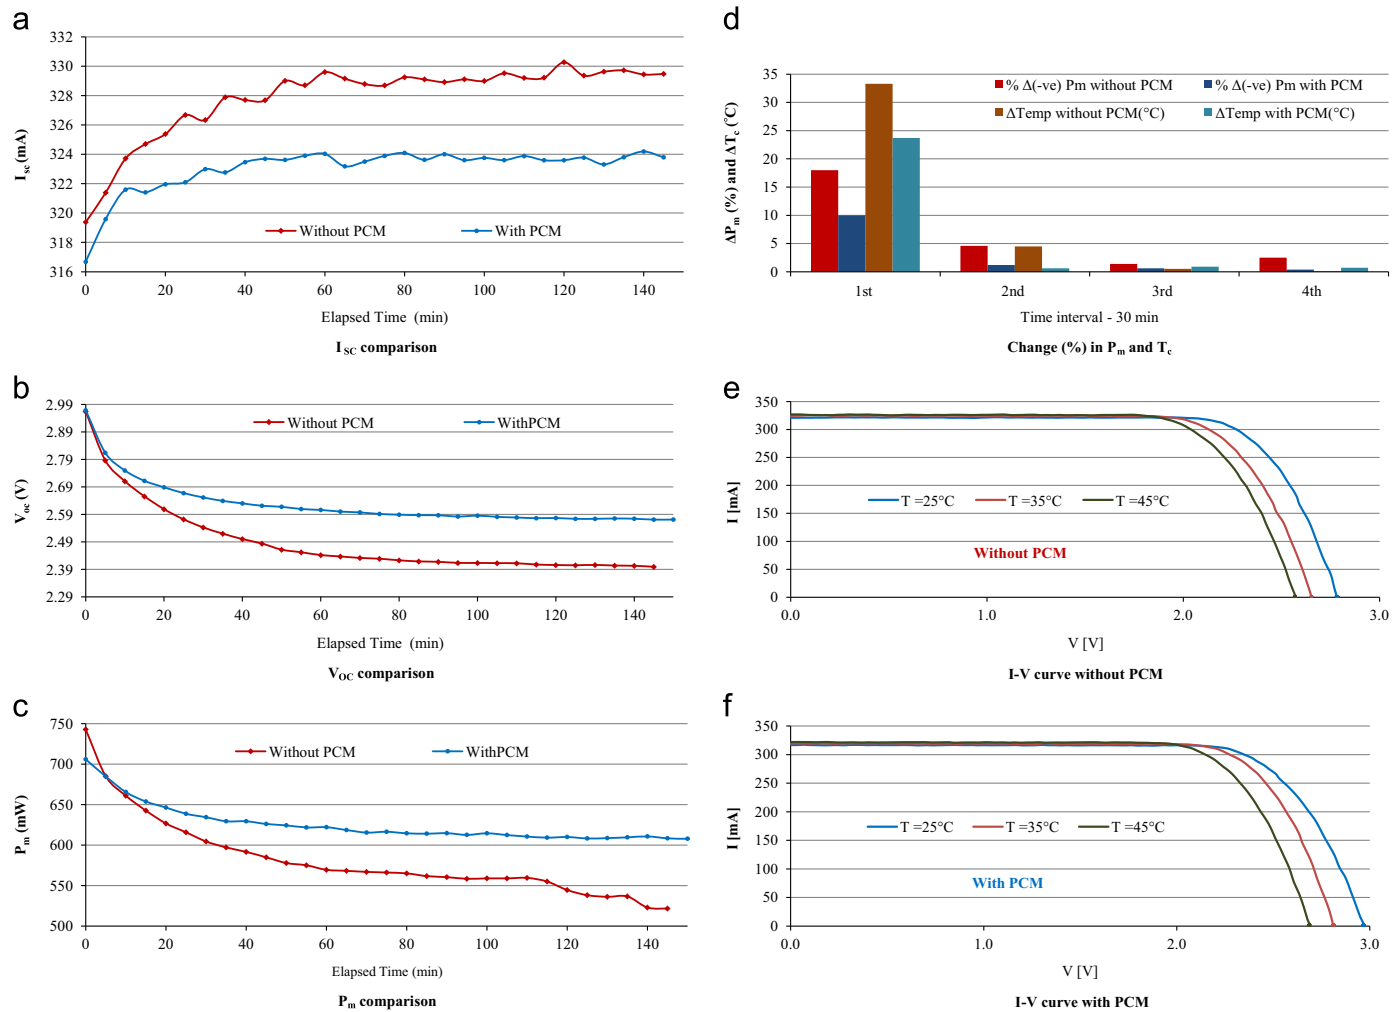 a
332
330
328
326
324
322
320
318
316
Isc (mA)
Without PCM
With PCM
0 20 40 60 80 100 120 140
Elapsed Time (min)
I SC comparison
b
2.99
2.89
2.79
2.69
2.59
2.49
2.39
2.29
Voc (V)
Without PCM
WithPCM
0 20 40 60 80 100 120 140
Elapsed Time (min)
VOC comparison
c
750
700
650
600
550
500
Pm (mW)
Without PCM
WithPCM
0 20 40 60 80 100 120 140
Elapsed Time (min)
Pm comparison
d
35
30
25
20
15
10
5
0
ΔPm (%) and ΔTc (°C)
% Δ(-ve) Pm without PCM
% Δ(-ve) Pm with PCM
ΔTemp without PCM(°C)
ΔTemp with PCM(°C)
1st 2nd 3rd 4th
Time interval - 30 min
Change (%) in Pm and Tc
e
350
300
250
200
150
100
50
0
I [mA]
T =25°C T =35°C T =45°C
Without PCM
0.0 1.0 2.0 3.0
V [V]
I-V curve without PCM
f
350
300
250
200
150
100
50
0
I [mA]
T =25°C T =35°C T =45°C
With PCM
0.0 1.0 2.0 3.0
V [V]
I-V curve with PCM